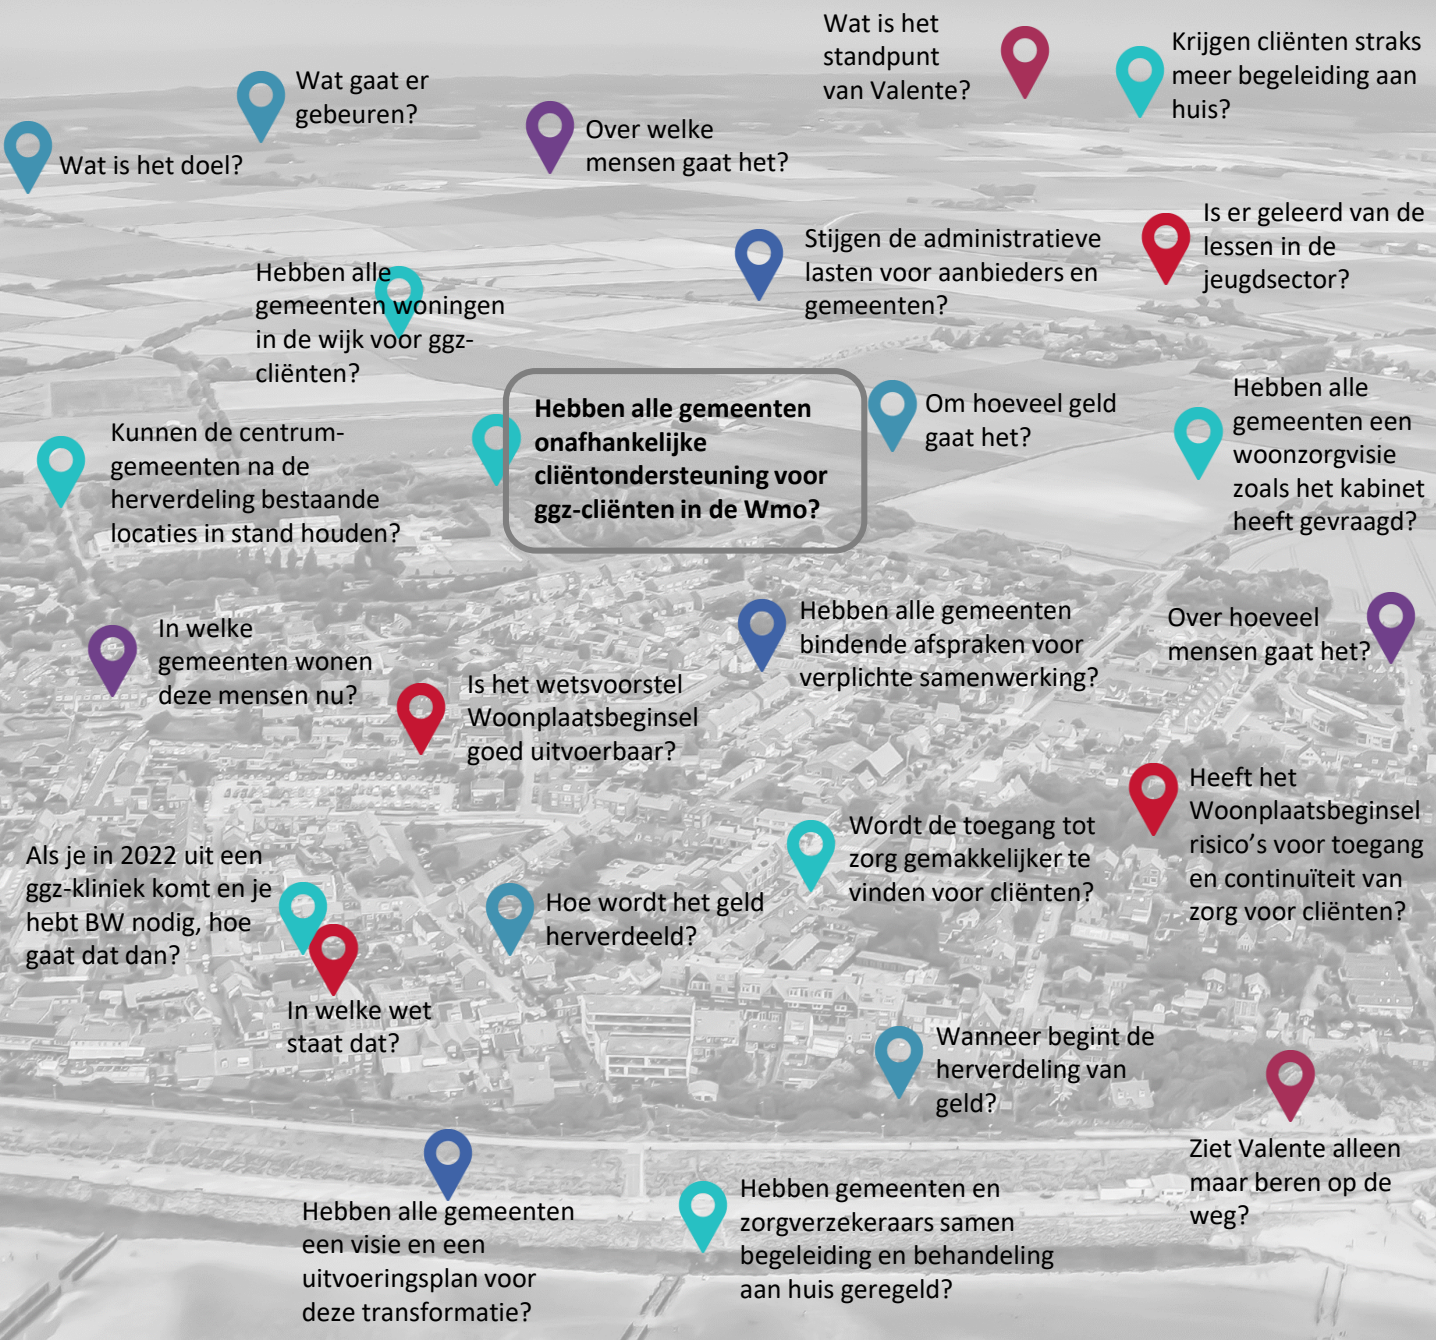 Wat is het
standpunt
van Valente?
Krijgen cliënten straks
meer begeleiding aan
huis?
Wat gaat er
gebeuren?
Wat is het doel?
Over welke
mensen gaat het?
Is er geleerd van de
lessen in de
jeugdsector?
Stijgen de administratieve
lasten voor aanbieders en
gemeenten?
Hebben alle
gemeenten woningen
in de wijk voor ggz-
cliënten?
Hebben alle gemeenten
onafhankelijke
cliëntondersteuning voor
ggz-cliënten in de Wmo?
Om hoeveel geld
gaat het?
Hebben alle
gemeenten een
woonzorgvisie
zoals het kabinet
heeft gevraagd?
Kunnen de centrum-
gemeenten na de
herverdeling bestaande
locaties in stand houden?
In welke
gemeenten wonen
deze mensen nu?
Is het wetsvoorstel
Woonplaatsbeginsel
goed uitvoerbaar?
Hebben alle gemeenten
bindende afspraken voor
verplichte samenwerking?
Over hoeveel
mensen gaat het?
Heeft het
Woonplaatsbeginsel
risico's voor toegang
en continuïteit van
zorg voor cliënten?
Wordt de toegang tot
zorg gemakkelijker te
vinden voor cliënten?
Als je in 2022 uit een
ggz-kliniek komt en je
hebt BW nodig, hoe
gaat dat dan?
Hoe wordt het geld
herverdeeld?
In welke wet
staat dat?
Wanneer begint de
herverdeling van
geld?
Ziet Valente alleen
maar beren op de
weg?
Hebben alle gemeenten
een visie en een
uitvoeringsplan voor
deze transformatie?
Hebben gemeenten en
zorgverzekeraars samen
begeleiding en behandeling
aan huis geregeld?